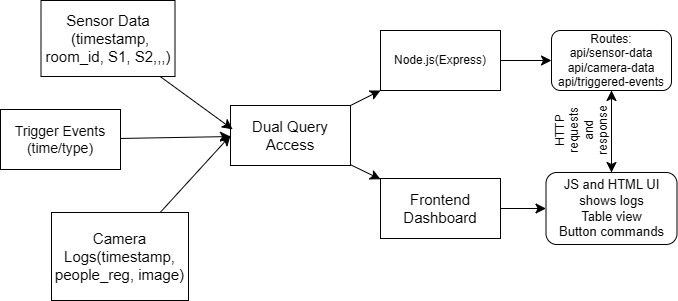 Sensor Data
(timestamp,
room_id, S1, S2,,,)
Trigger Events
(time/type)
Camera
Logs(timestamp,
people_reg, image)
Dual Query
Access
Node.js(Express)
Frontend
Dashboard
Routes:
api/sensor-data
api/camera-data
api/triggered-events
HTTP
requests
and
response
JS and HTML UI
shows logs
Table view
Button commands